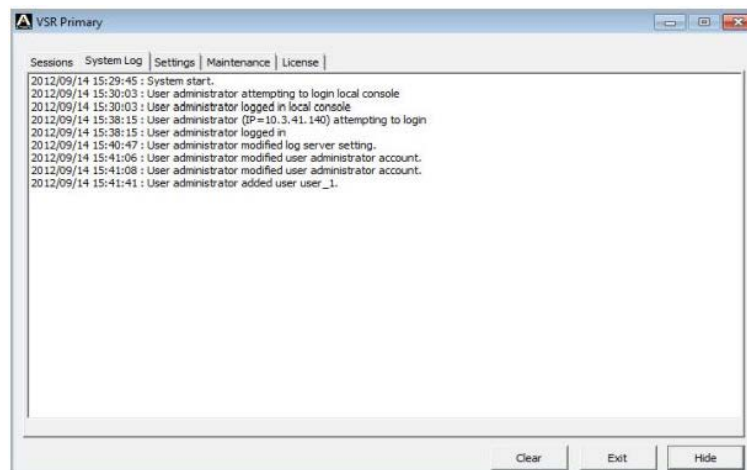 VSR Primary
Sessions System Log Settings Maintenance License
2012/09/14 15:29:45 : System start.
2012/09/14 15:30:03 : User administrator attempting to login local console
2012/09/14 15:30:03 : User administrator logged in local console
2012/09/14 15:38:15 : User administrator (IP=10.3.41.140) attempting to login
2012/09/14 15:38:15 : User administrator logged in
2012/09/14 15:40:47 : User administrator modified log server setting.
2012/09/14 15:41:06 : User administrator modified user administrator account.
2012/09/14 15:41:08 : User administrator modified user administrator account.
2012/09/14 15:41:41 : User administrator added user user_1.
Clear Exit Hide